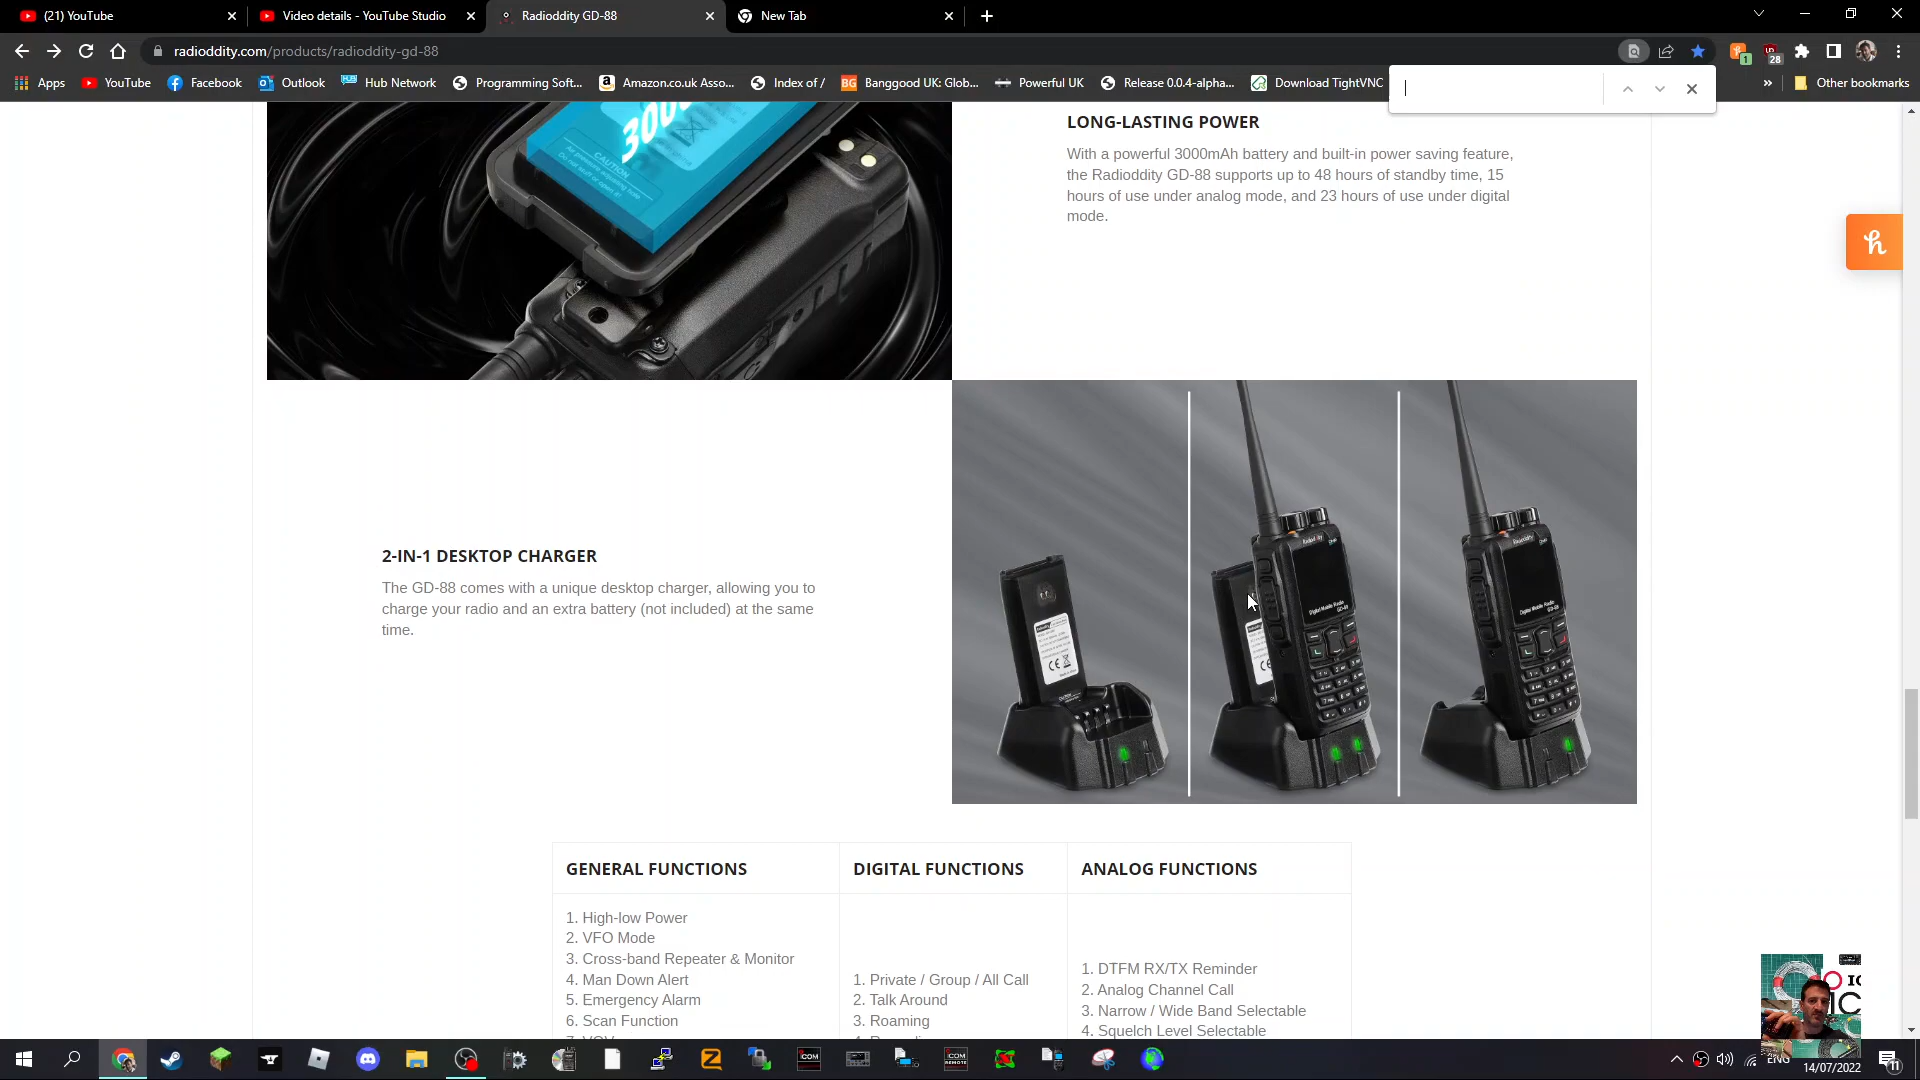 (21) YouTube
Video details - YouTube Studio
Radioddity GD-88
New Tab
radioddity.com/products/radioddity-gd-88
1
28
Apps
YouTube
Facebook
Outlook
Hub Network
Programming Soft...
Amazon.co.uk Asso...
Index of /
Banggood UK: Glob...
Powerful UK
Release 0.0.4-alpha...
Download TightVNC
»
Other bookmarks
300
CAUTION
LONG-LASTING POWER
With a powerful 3000mAh battery and built-in power saving feature,
the Radioddity GD-88 supports up to 48 hours of standby time, 15
hours of use under analog mode, and 23 hours of use under digital
mode.
2-IN-1 DESKTOP CHARGER
The GD-88 comes with a unique desktop charger, allowing you to
charge your radio and an extra battery (not included) at the same
time.
GENERAL FUNCTIONS
1. High-low Power
2. VFO Mode
3. Cross-band Repeater & Monitor
4. Man Down Alert
5. Emergency Alarm
6. Scan Function
DIGITAL FUNCTIONS
1. Private / Group / All Call
2. Talk Around
3. Roaming
ANALOG FUNCTIONS
1. DTFM RX/TX Reminder
2. Analog Channel Call
3. Narrow / Wide Band Selectable
4. Squelch Level Selectable
ENG
14/07/2022
11